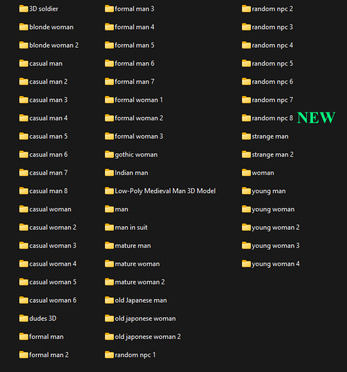 3D soldier
blonde woman
blonde woman 2
casual man
casual man 2
casual man 3
casual man 4
casual man 5
casual man 6
casual man 7
casual man 8
casual woman
casual woman 2
casual woman 3
casual woman 4
casual woman 5
casual woman 6
dudes 3D
formal man
formal man 2
formal man 3
formal man 4
formal man 5
formal man 6
formal man 7
formal woman 1
formal woman 2
formal woman 3
gothic woman
Indian man
Low-Poly Medieval Man 3D Model
man
man in suit
mature man
mature woman
mature woman 2
old Japanese man
old japonese woman
old japonese woman 2
random npc 1
random npc 2
random npc 3
random npc 4
random npc 5
random npc 6
random npc 7
random npc 8 NEW
strange man
strange man 2
woman
young man
young woman
young woman 2
young woman 3
young woman 4